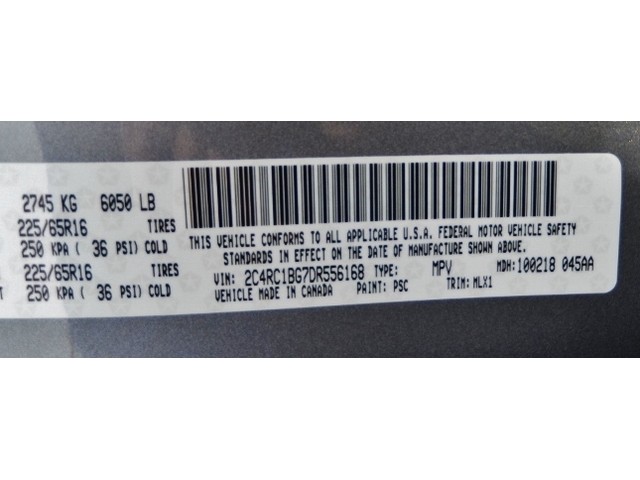 2745 KG 6050 LB
225/65R16 TIRES
250 KPA ( 36 PSI) COLD
225/65R16 TIRES
250 KPA ( 36 PSI) COLD
THIS VEHICLE CONFORMS TO ALL APPLICABLE U.S.A. FEDERAL MOTOR VEHICLE SAFETY
STANDARDS IN EFFECT ON THE DATE OF MANUFACTURE SHOWN ABOVE.
VIN: 2C4RC1BG7DR556168 TYPE: MPV MDH: 100218 045AA
VEHICLE MADE IN CANADA PAINT: PSC TRIM: MLX1